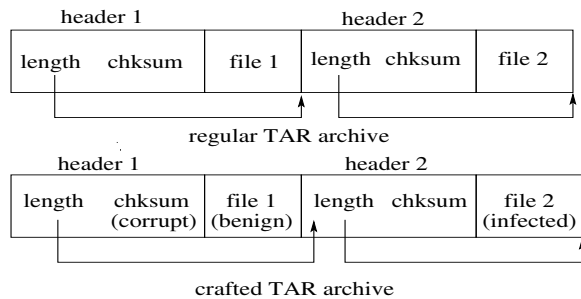 header 1 header 2
length chksum file 1 length chksum file 2
regular TAR archive
header 1 header 2
length chksum file 1 length chksum file 2
(corrupt) (benign) (infected)
crafted TAR archive